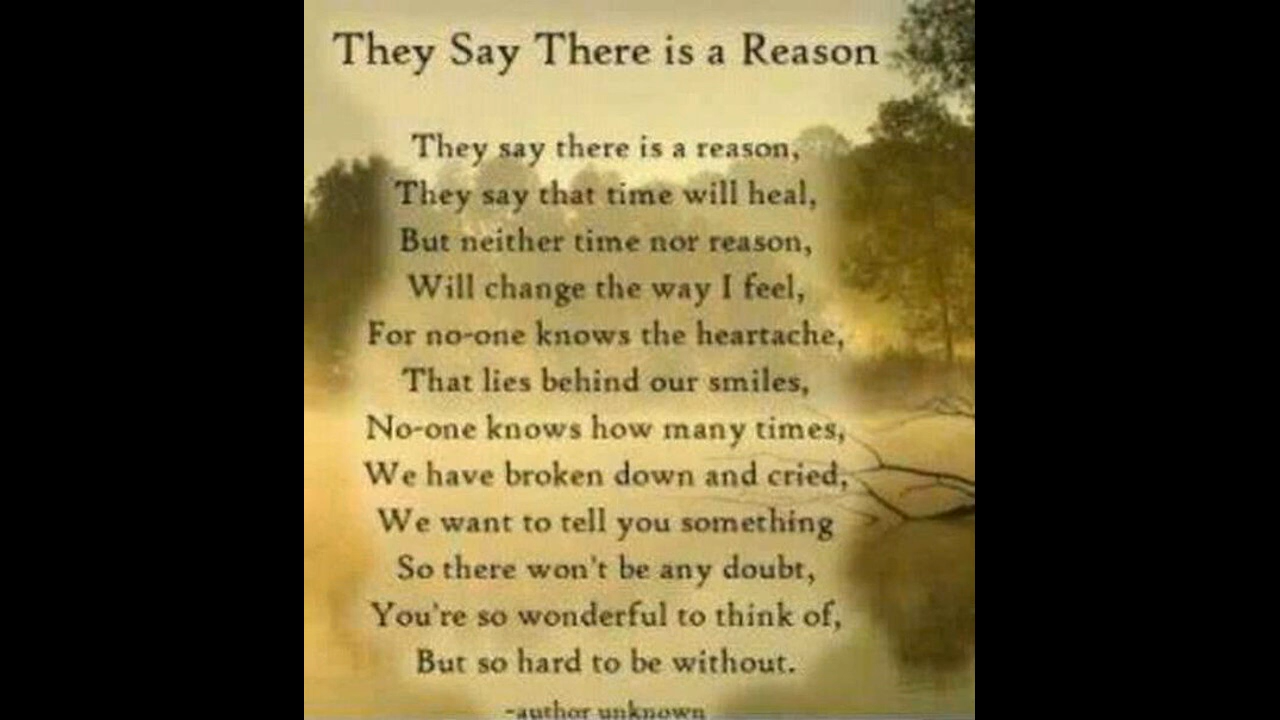 They Say There is a Reason
They say there is a reason,
They say that time will heal,
But neither time nor reason,
Will change the way I feel,
For no-one knows the heartache,
That lies behind our smiles,
No-one knows how many times,
We have broken down and cried,
We want to tell you something
So there won't be any doubt,
You're so wonderful to think of,
But so hard to be without.
-author unknown